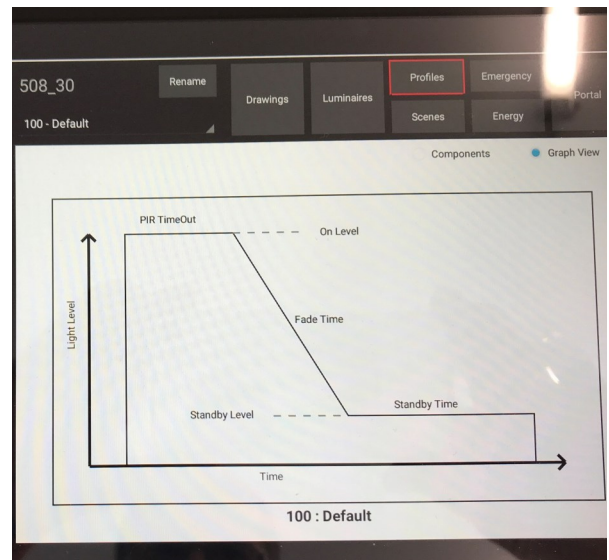 508_30
Rename
Drawings
Luminaires
Profiles
Emergency
Portal
100 - Default
Scenes
Energy
Components
Graph View
PIR TimeOut
On Level
Light Level
Fade Time
Standby Level
Standby Time
Time
100 : Default